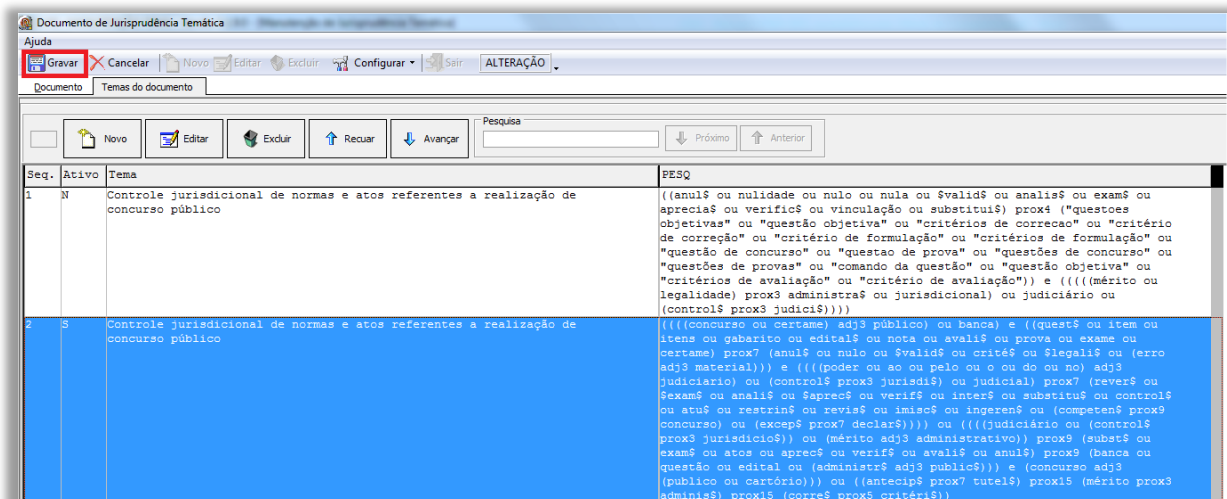 Documento de Jurisprudência Temática
Ajuda
Gravar Cancelar Novo Editar Excluir Configurar Sair ALTERAÇÃO
Documento Temas do documento
Pesquisa
Novo Editar Excluir Recuar Avançar Próximo Anterior
Seq. Ativo Tema PESQ
1 N Controle jurisdicional de normas e atos referentes a realização de
concurso público
((anul$ ou nulidade ou nulo ou nula ou $valid$ ou analis$ ou exam$ ou
aprecia$ ou verific$ ou vinculação ou substitui$) prox4 ("questoes
objetivas" ou "questão objetiva" ou "critérios de correcao" ou "critério
de correção" ou "critério de formulação" ou "critérios de formulação" ou
"questão de concurso" ou "questao de prova" ou "questões de concurso" ou
"questões de provas" ou "comando da questão" ou "questão objetiva" ou
"critérios de avaliação" ou "critério de avaliação")) e (((((mérito ou
legalidade) prox3 administra$ ou jurisdicional) ou judiciário ou
(control$ prox3 judici$))))
2 S Controle jurisdicional de normas e atos referentes a realização de
concurso público
((((concurso ou certame) adj3 público) ou banca) e ((quest$ ou item ou
itens ou gabarito ou edital$ ou nota ou avali$ ou prova ou exame ou
certame) prox7 (anul$ ou nulo ou $valid$ ou crité$ ou $legali$ ou (erro
adj3 material))) e ((((poder ou ao ou pelo ou o ou do ou no) adj3
judiciario) ou (control$ prox3 jurisdi$) ou judicial) prox7 (rever$ ou
$exam$ ou anali$ ou $aprec$ ou verif$ ou inter$ ou substitu$ ou control$
ou atu$ ou restrin$ ou revis$ ou imisc$ ou ingeren$ ou (competen$ prox9
concurso) ou (excep$ prox7 declar$)))) ou ((((judiciário ou (control$
prox3 jurisdicio$)) ou (mérito adj3 administrativo)) prox9 (subst$ ou
exam$ ou atos ou aprec$ ou verif$ ou avali$ ou anul$) prox9 (banca ou
questão ou edital ou (administr$ adj3 public$))) e (concurso adj3
(publico ou cartório))) ou ((antecip$ prox7 tutel$) prox15 (mérito prox3
adminis$) prox15 (corre$ prox5 critéri$))